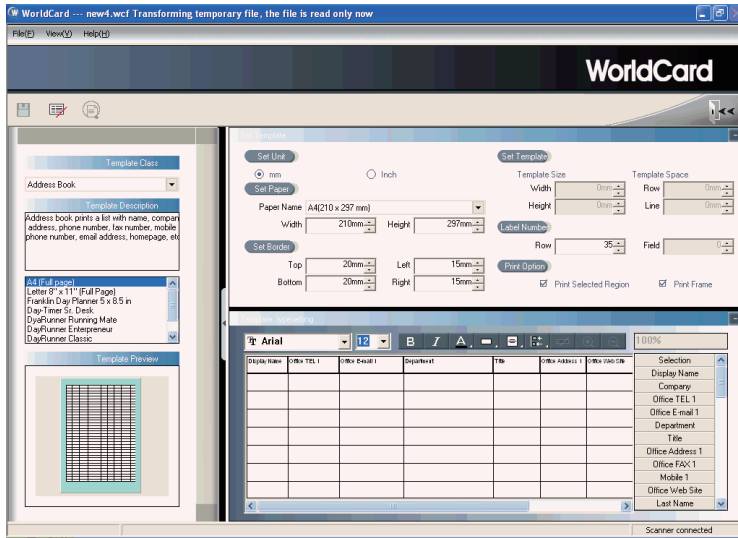 WorldCard --- new4.wcf Transforming temporary file, the file is read only now
File(F) View(V) Help(H)
WorldCard
Set Template
Template Class
Address Book
Template Description
Address book prints a list with name, compan
address, phone number, fax number, mobile
phone number, email address, homepage, etc
A4 (Full page)
Letter 8" x 11" (Full Page)
Franklin Day Planner 5 x 8.5 in
Day-Timer Sr. Desk
DyaRunner Running Mate
DayRunner Enterpreneur
DayRunner Classic
Template Preview
Set Unit
mm Inch
Set Paper
Paper Name A4(210 x 297 mm)
Width 210mm Height 297mm
Set Border
Top 20mm Left 15mm
Bottom 20mm Right 15mm
Set Template
Template Size Template Space
Width 0mm Row 0mm
Height 0mm Line 0mm
Label Number
Row 35 Field 0
Print Option
Print Selected Region Print Frame
Arial 12 B I A 100%
Display Name Office TEL 1 Office E-mail 1 Department Title Office Address 1 Office Web Site
Selection
Display Name
Company
Office TEL 1
Office E-mail 1
Department
Title
Office Address 1
Office FAX 1
Mobile 1
Office Web Site
Last Name
Scanner connected